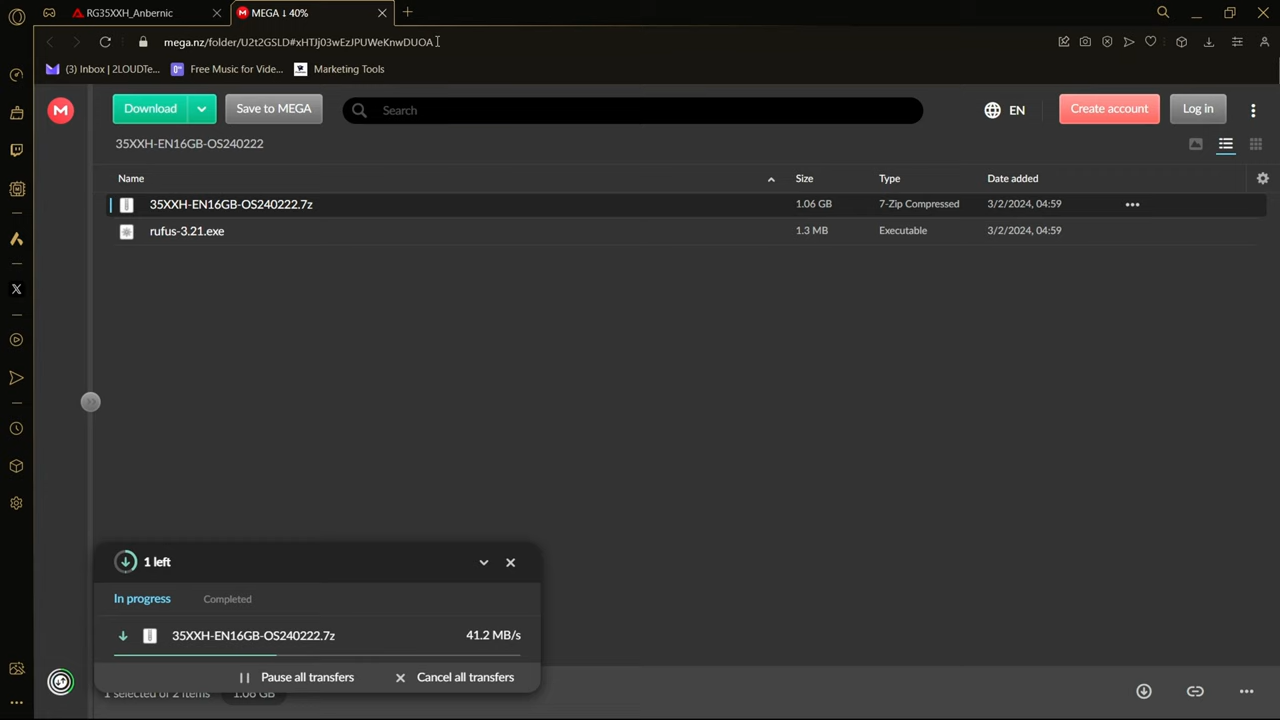 RG35XXH_Anbernic
MEGA ↓ 40%
mega.nz/folder/U2t2GSLD#xHTJj03wEzJPUWeKnwDUOA
(3) Inbox | 2LOUDTe...
Free Music for Vide...
Marketing Tools
M
Download
Save to MEGA
Search
EN
Create account
Log in
35XXH-EN16GB-OS240222
Name
Size
Type
Date added
35XXH-EN16GB-OS240222.7z
1.06 GB
7-Zip Compressed
3/2/2024, 04:59
rufus-3.21.exe
1.3 MB
Executable
3/2/2024, 04:59
1 left
In progress
Completed
35XXH-EN16GB-OS240222.7z
41.2 MB/s
Pause all transfers
Cancel all transfers
1 selected of 2 items
1.06 GB